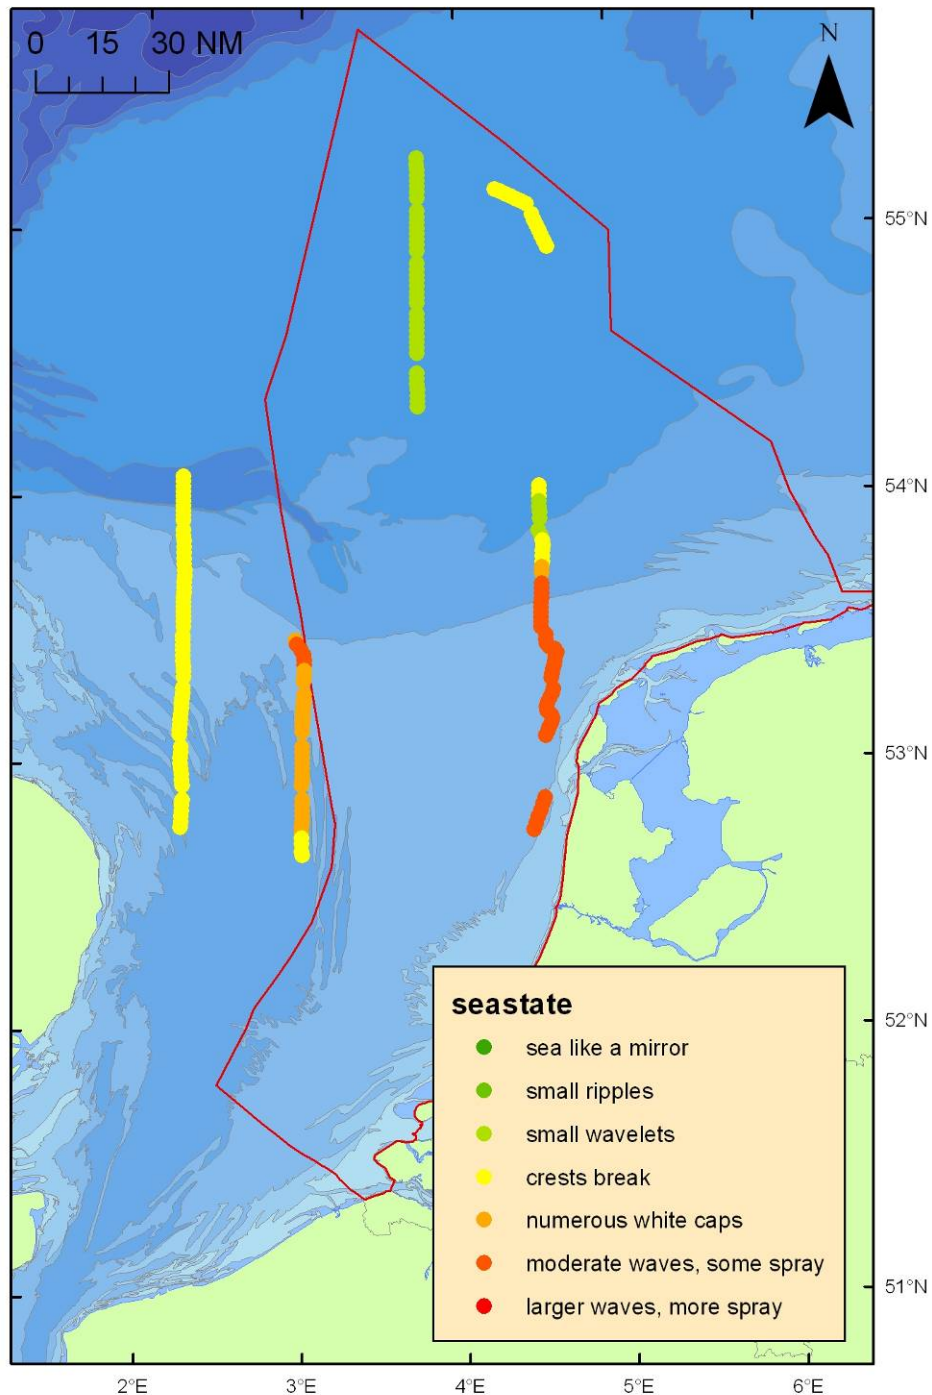 0 15 30 NM
N
55°N
54°N
53°N
52°N
51°N
seastate
sea like a mirror
small ripples
small wavelets
crests break
numerous white caps
moderate waves, some spray
larger waves, more spray
2°E 3°E 4°E 5°E 6°E